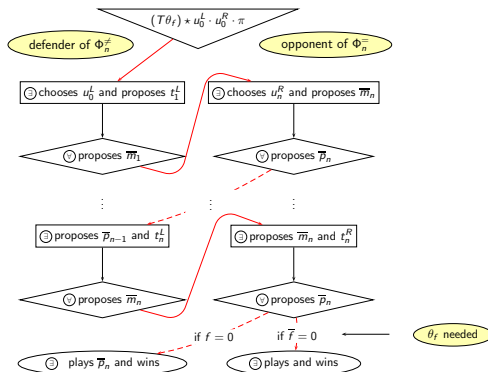 (Tθ_f) ⋆ u_0^L · u_0^R · π
defender of Φ_n^≠
opponent of Φ_n^=
∃ chooses u_0^L and proposes t_1^L
∃ chooses u_n^R and proposes m̅_n
∀ proposes m̅_1
∀ proposes p̅_n
⋮ ⋮ ⋮
∃ proposes p̅_{n−1} and t_n^L
∃ proposes m̅_n and t_n^R
∀ proposes m̅_n
∀ proposes p̅_n
if f = 0
if f̅ = 0
θ_f needed
∃ plays p̅_n and wins
∃ plays and wins